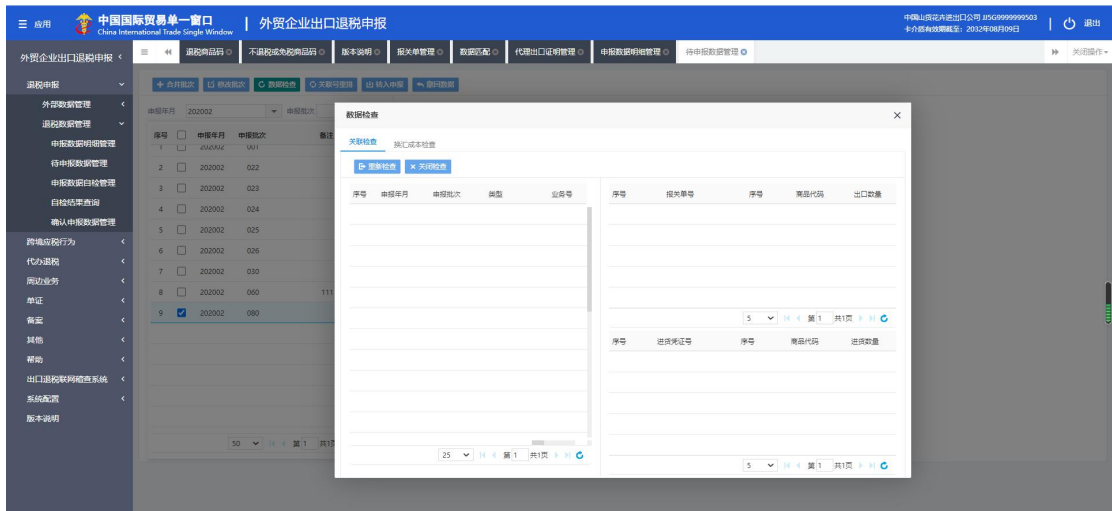 应用
中国国际贸易单一窗口
China International Trade Single Window
外贸企业出口退税申报
中国山货花卉进出口公司 JJ5G9999999503
卡介质有效期截至：2032年08月09日
退出
外贸企业出口退税申报
退税商品码
不退税或免税商品码
版本说明
报关单管理
数据匹配
代理出口证明管理
申报数据明细管理
待申报数据管理
关闭操作
退税申报
外部数据管理
退税数据管理
申报数据明细管理
待申报数据管理
申报数据自检管理
自检结果查询
确认申报数据管理
跨境应税行为
代办退税
周边业务
单证
备案
其他
帮助
出口退税联网稽查系统
系统配置
版本说明
合并批次 修改批次 数据检查 关联号重排 转入申报 撤回数据
申报年月 202002 申报批次
序号 申报年月 申报批次 备注
1 202002 001
2 202002 022
3 202002 023
4 202002 024
5 202002 025
6 202002 026
7 202002 030
8 202002 060 111
9 202002 080
50 第 1 共1页
数据检查
关联检查 换汇成本检查
重新检查 关闭检查
序号 申报年月 申报批次 类型 业务号
25 第 1 共1页
序号 报关单号 序号 商品代码 出口数量
5 第 1 共1页
序号 进货凭证号 序号 商品代码 进货数量
5 第 1 共1页